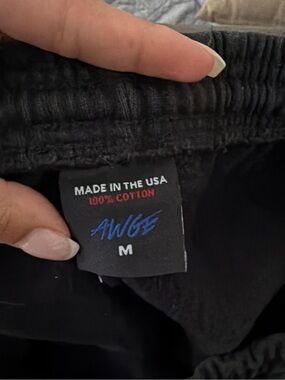 MADE IN THE USA
100% COTTON
AWGE
M